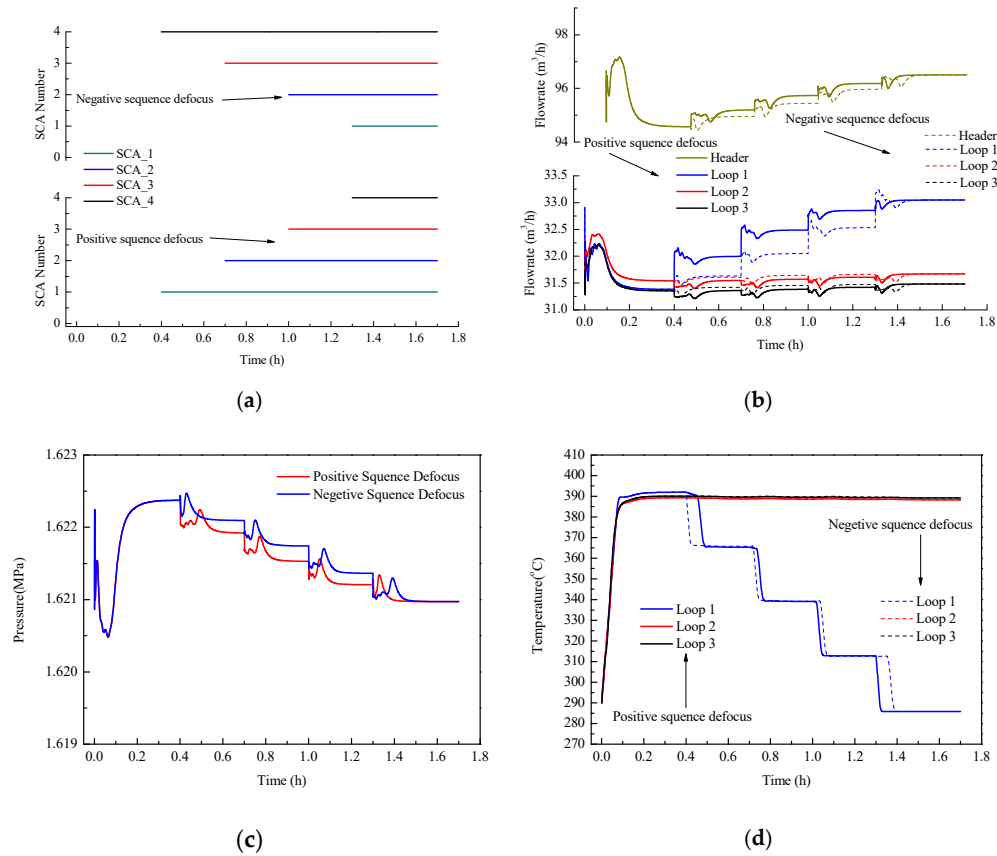 4
3
2
1
0
SCA Number
Negative sequence defocus
SCA_1
SCA_2
SCA_3
SCA_4
4
3
2
1
0
SCA Number
Positive sequence defocus
0.0 0.2 0.4 0.6 0.8 1.0 1.2 1.4 1.6 1.8
Time (h)
(a)
98
96
94
Flowrate (m³/h)
Positive squence defocus
Negative squence defocus
Header
Loop 1
Loop 2
Loop 3
Header
Loop 1
Loop 2
Loop 3
33.5
33.0
32.5
32.0
31.5
31.0
Flowrate (m³/h)
0.0 0.2 0.4 0.6 0.8 1.0 1.2 1.4 1.6 1.8
Time (h)
(b)
1.623
1.622
1.621
1.620
1.619
Pressure(MPa)
Positive Squence Defocus
Negetive Squence Defocus
0.0 0.2 0.4 0.6 0.8 1.0 1.2 1.4 1.6 1.8
Time (h)
(c)
410
400
390
380
370
360
350
340
330
320
310
300
290
280
270
Temperature(°C)
Negetive squence defocus
Loop 1
Loop 2
Loop 3
Loop 1
Loop 2
Loop 3
Positive squence defocus
0.0 0.2 0.4 0.6 0.8 1.0 1.2 1.4 1.6 1.8
Time (h)
(d)